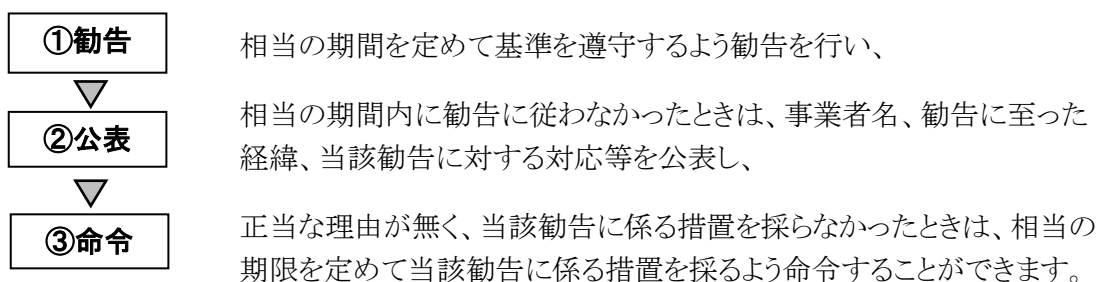 ①勧告
相当の期間を定めて基準を遵守するよう勧告を行い、
②公表
相当の期間内に勧告に従わなかったときは、事業者名、勧告に至った
経緯、当該勧告に対する対応等を公表し、
③命令
正当な理由が無く、当該勧告に係る措置を採らなかったときは、相当の
期限を定めて当該勧告に係る措置を採るよう命令することができます。